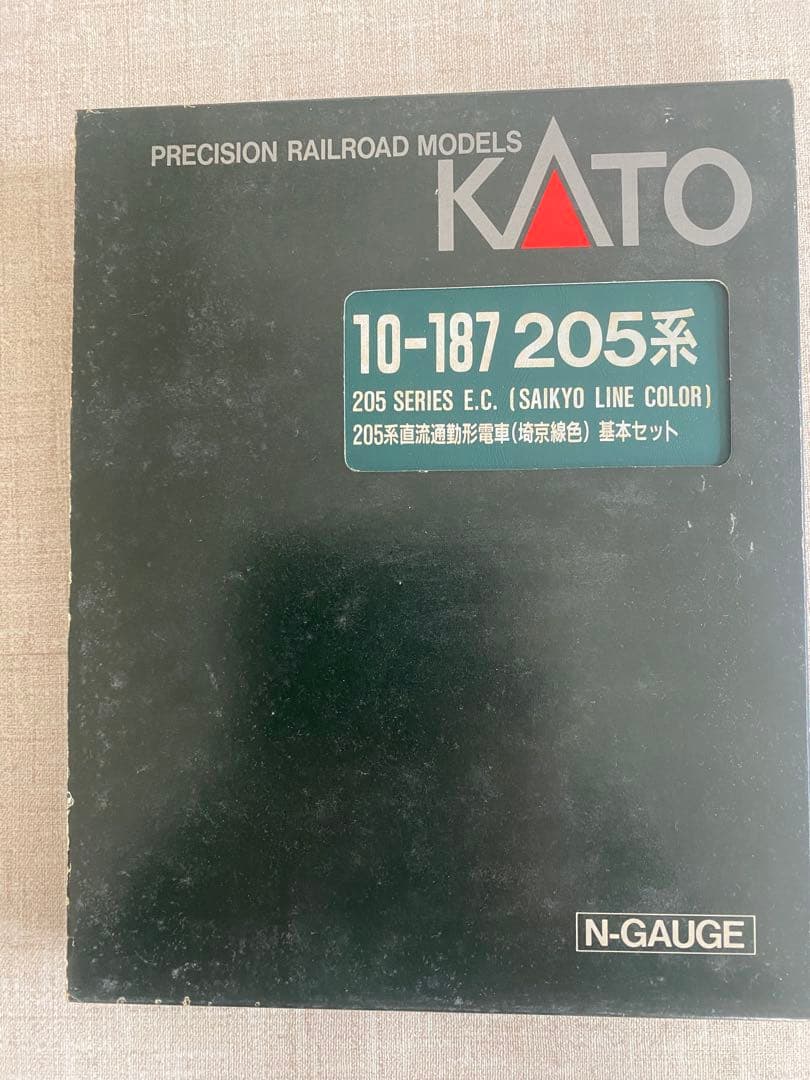 PRECISION RAILROAD MODELS
KATO
10-187 205系
205 SERIES E.C. (SAIKYO LINE COLOR)
205系直流通勤形電車(埼京線色) 基本セット
N-GAUGE